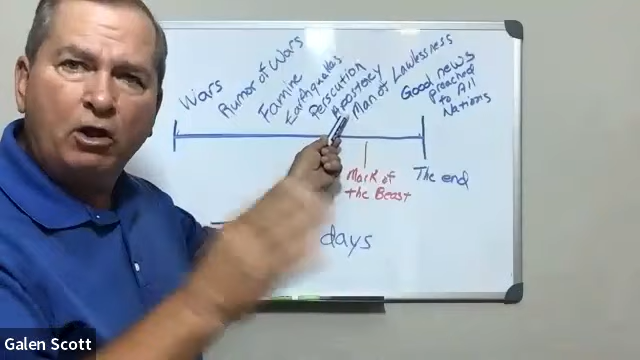 Wars
Rumor of Wars
Famine
Earthquakes
Persecution
Apostacy
Man of Lawlessness
Good news
preached
to All
Nations
Mark of
the Beast
The end
days
Galen Scott